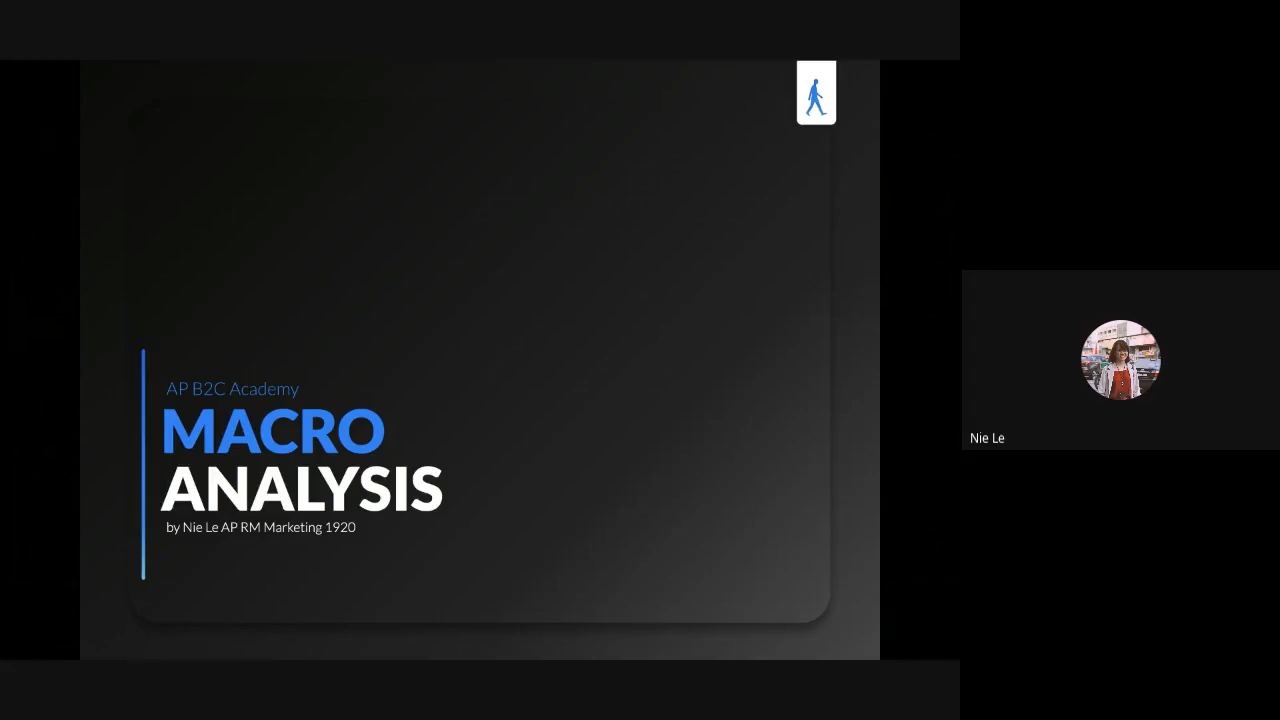 AP B2C Academy
MACRO
ANALYSIS
by Nie Le AP RM Marketing 1920
Nie Le